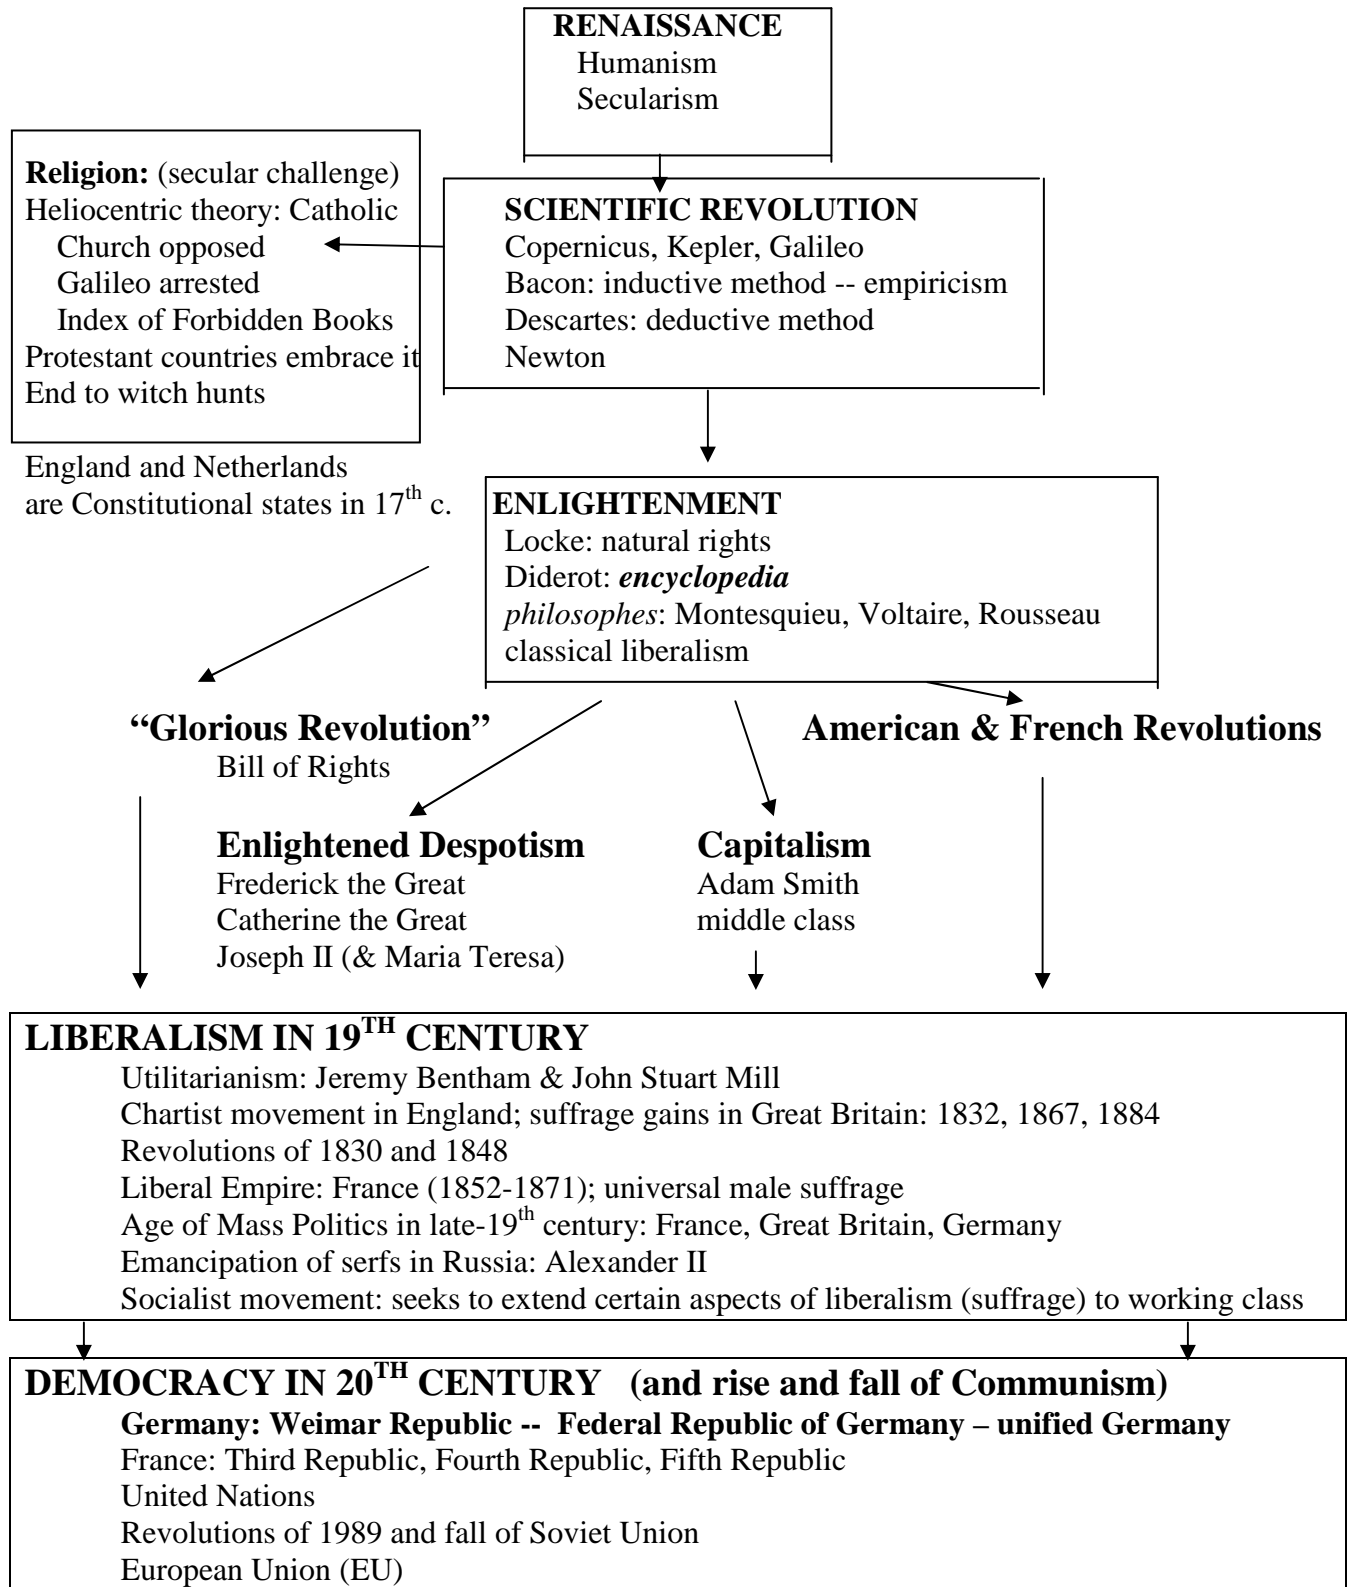 RENAISSANCE
Humanism
Secularism
Religion: (secular challenge)
Heliocentric theory: Catholic
Church opposed
Galileo arrested
Index of Forbidden Books
Protestant countries embrace it
End to witch hunts
SCIENTIFIC REVOLUTION
Copernicus, Kepler, Galileo
Bacon: inductive method -- empiricism
Descartes: deductive method
Newton
England and Netherlands
are Constitutional states in 17th c.
ENLIGHTENMENT
Locke: natural rights
Diderot: encyclopedia
philosophes: Montesquieu, Voltaire, Rousseau
classical liberalism
“Glorious Revolution”
Bill of Rights
American & French Revolutions
Enlightened Despotism
Frederick the Great
Catherine the Great
Joseph II (& Maria Teresa)
Capitalism
Adam Smith
middle class
LIBERALISM IN 19TH CENTURY
Utilitarianism: Jeremy Bentham & John Stuart Mill
Chartist movement in England; suffrage gains in Great Britain: 1832, 1867, 1884
Revolutions of 1830 and 1848
Liberal Empire: France (1852-1871); universal male suffrage
Age of Mass Politics in late-19th century: France, Great Britain, Germany
Emancipation of serfs in Russia: Alexander II
Socialist movement: seeks to extend certain aspects of liberalism (suffrage) to working class
DEMOCRACY IN 20TH CENTURY (and rise and fall of Communism)
Germany: Weimar Republic -- Federal Republic of Germany – unified Germany
France: Third Republic, Fourth Republic, Fifth Republic
United Nations
Revolutions of 1989 and fall of Soviet Union
European Union (EU)